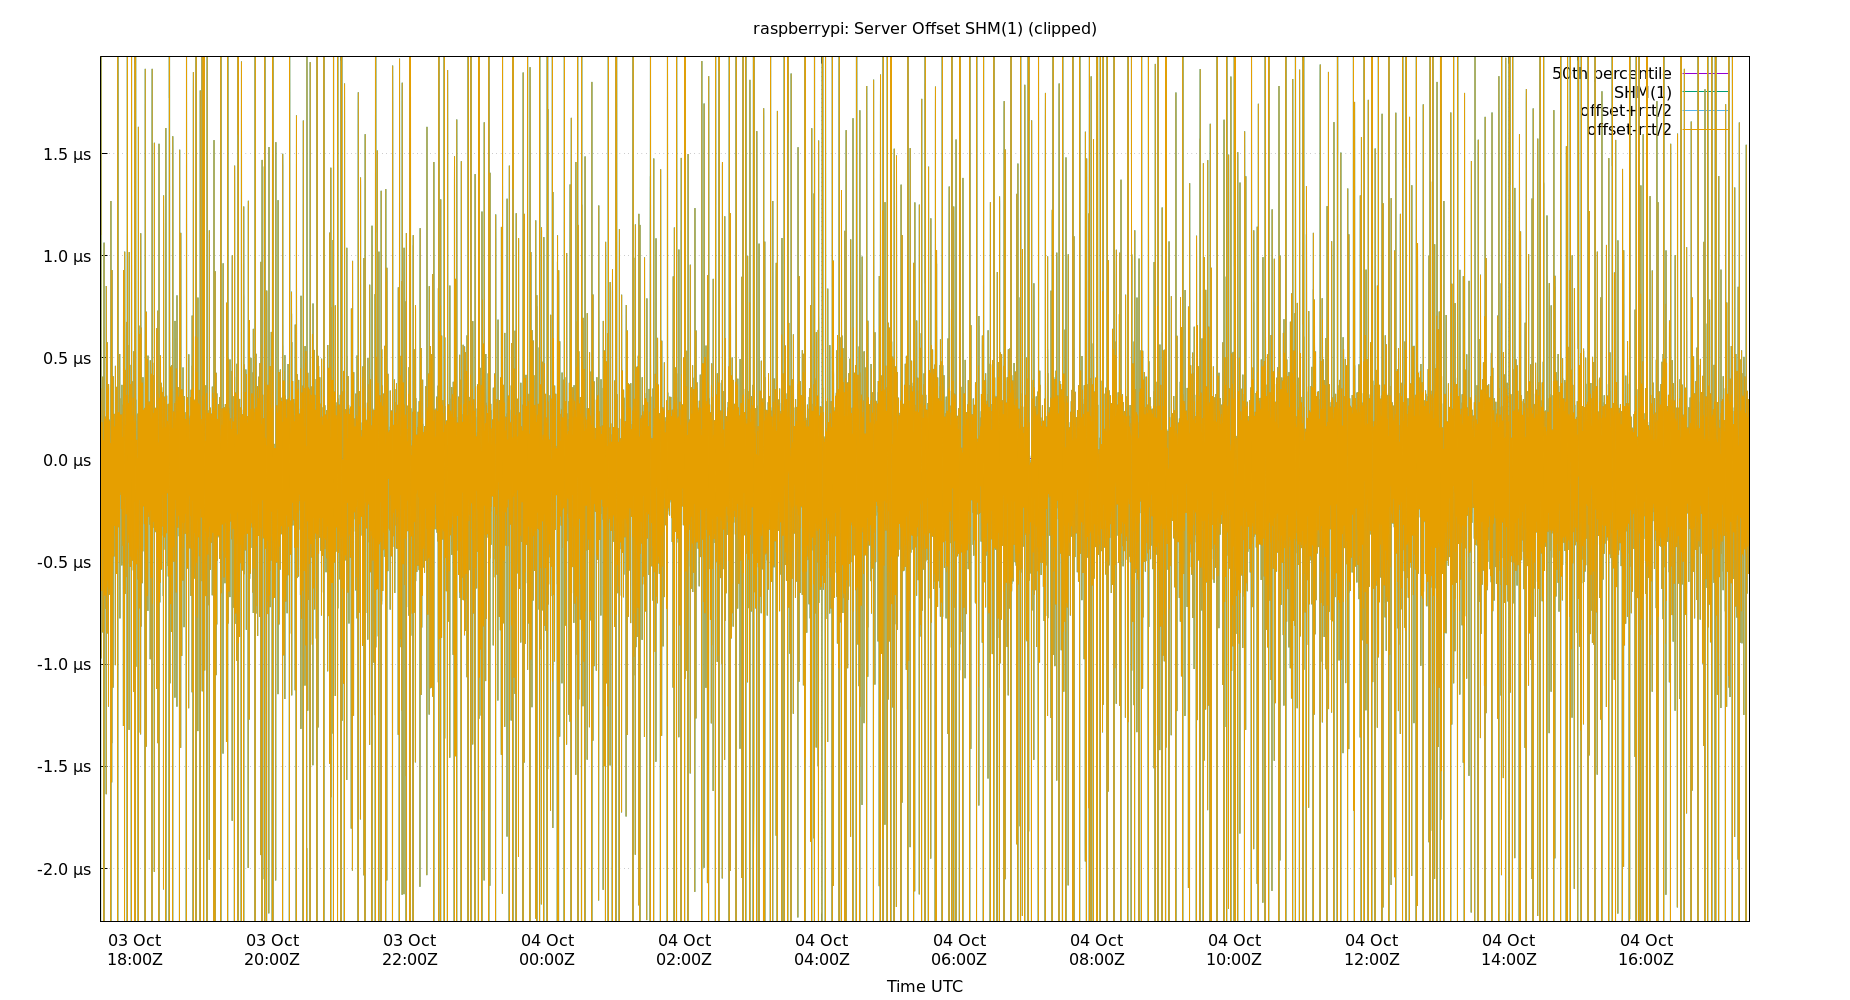 raspberrypi: Server Offset SHM(1) (clipped)
50th percentile
SHM(1)
offset+rtt/2
offset-rtt/2
1.5 µs
1.0 µs
0.5 µs
0.0 µs
-0.5 µs
-1.0 µs
-1.5 µs
-2.0 µs
03 Oct 03 Oct 03 Oct 04 Oct 04 Oct 04 Oct 04 Oct 04 Oct 04 Oct 04 Oct 04 Oct 04 Oct
18:00Z 20:00Z 22:00Z 00:00Z 02:00Z 04:00Z 06:00Z 08:00Z 10:00Z 12:00Z 14:00Z 16:00Z
Time UTC